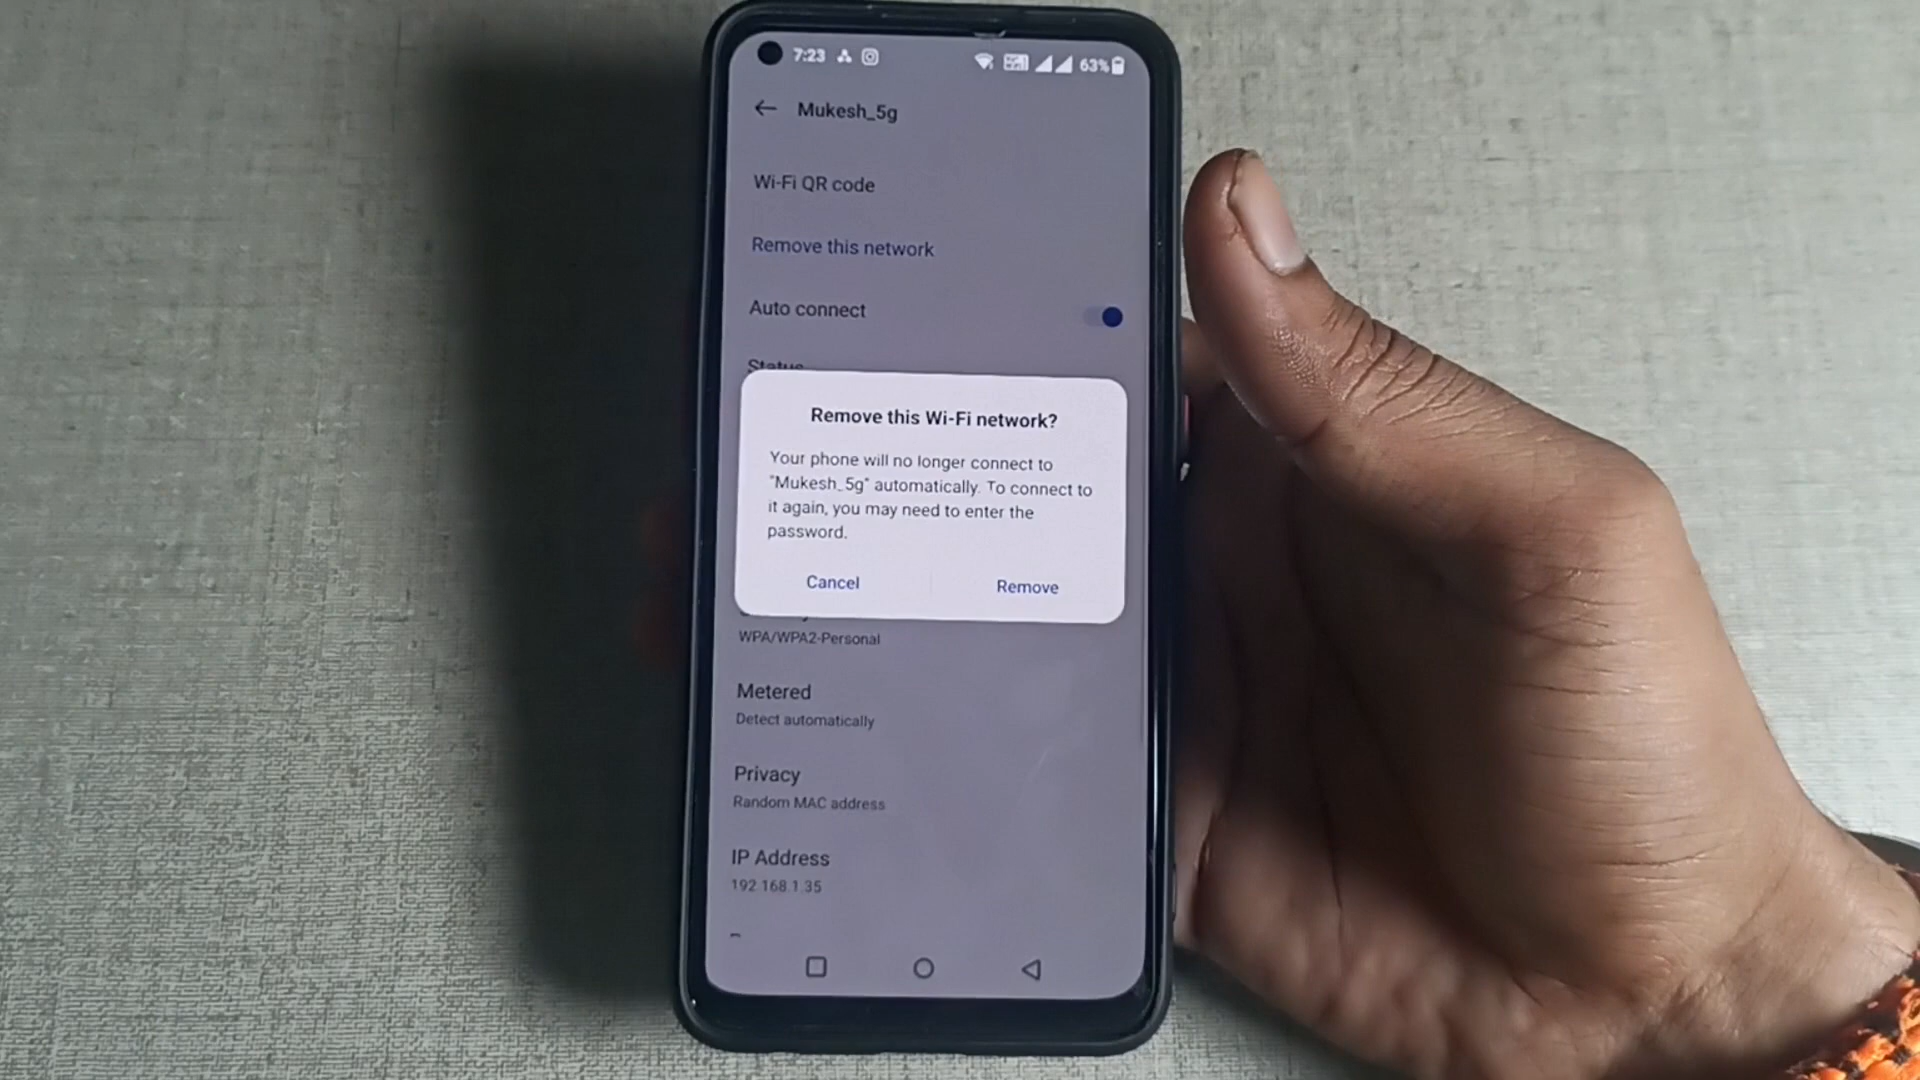 7:23
63%
Mukesh_5g
Wi-Fi QR code
Remove this network
Auto connect
Status
Remove this Wi-Fi network?
Your phone will no longer connect to
"Mukesh_5g" automatically. To connect to
it again, you may need to enter the
password.
Cancel
Remove
WPA/WPA2-Personal
Metered
Detect automatically
Privacy
Random MAC address
IP Address
192.168.1.35